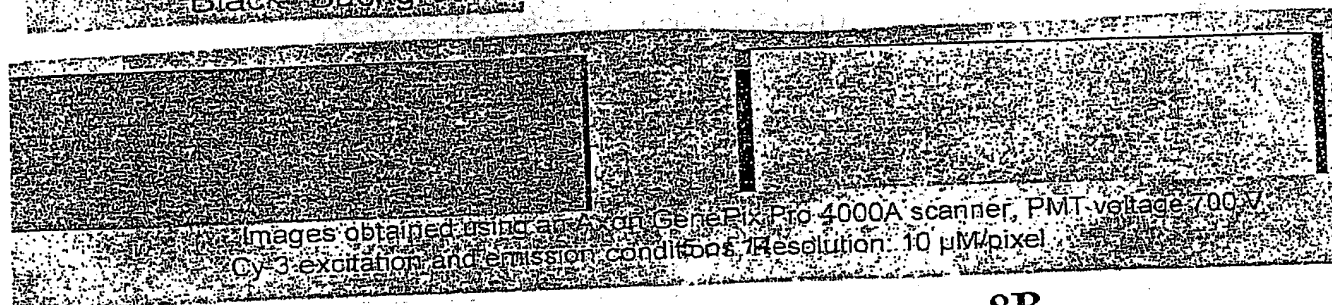 Black
Images obtained using an Axon GenePix Pro 4000A scanner, PMT voltage 700 V,
Cy-3 excitation and emission conditions, Resolution: 10 µM/pixel